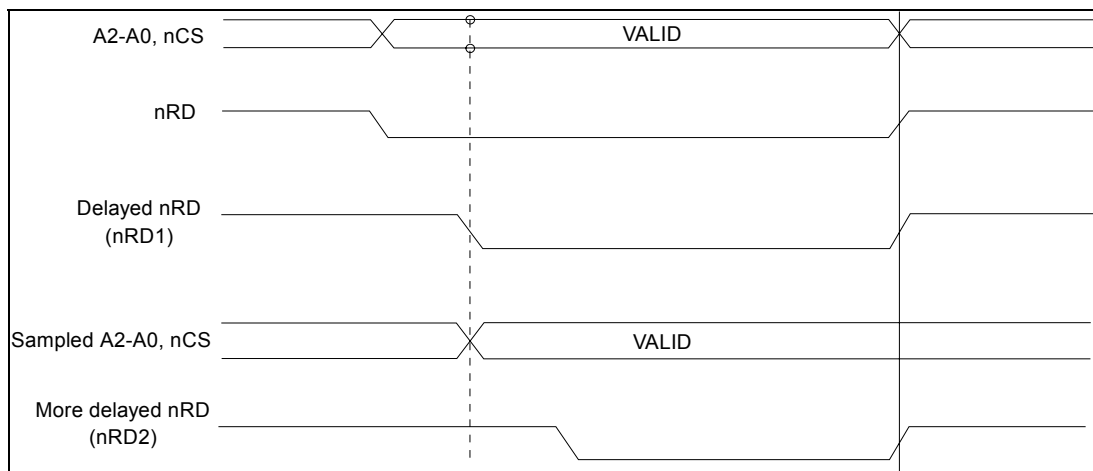 A2-A0, nCS
VALID
nRD
Delayed nRD
(nRD1)
Sampled A2-A0, nCS
VALID
More delayed nRD
(nRD2)